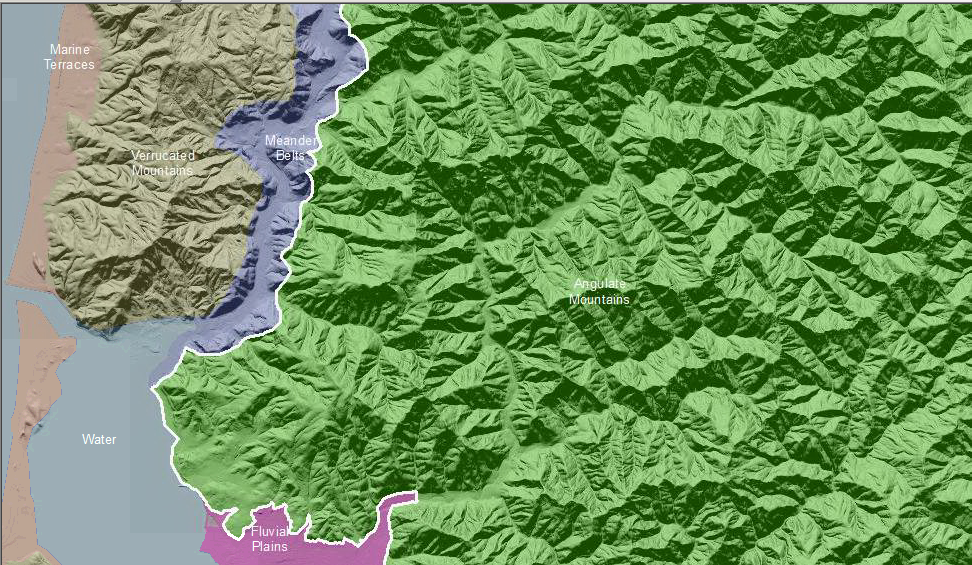 Marine
Terraces
Verrucated
Mountains
Meander
Belts
Angulate
Mountains
Water
Fluvial
Plains